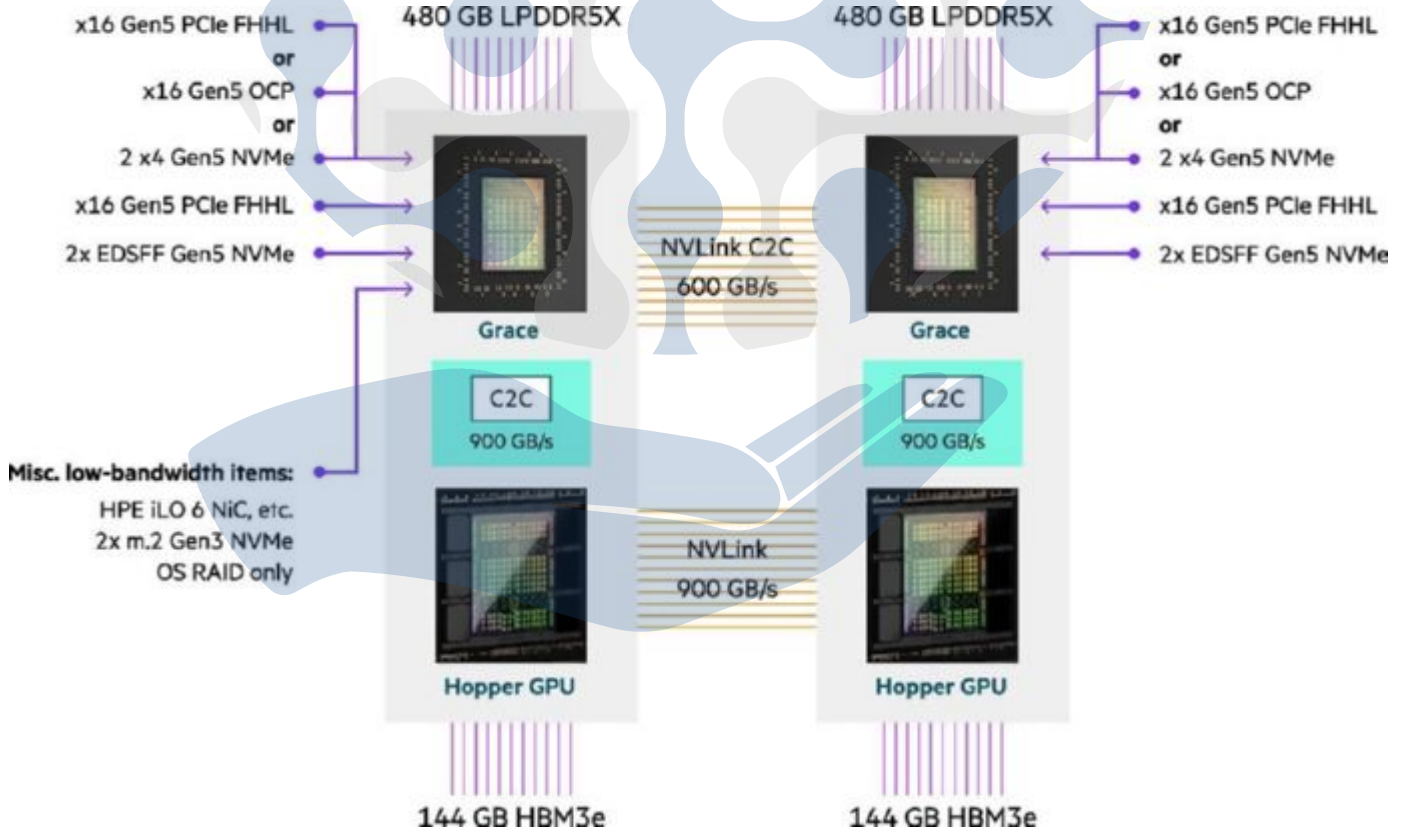 480 GB LPDDR5X
480 GB LPDDR5X
x16 Gen5 PCIe FHHL
or
x16 Gen5 OCP
or
2 x4 Gen5 NVMe
x16 Gen5 PCIe FHHL
2x EDSFF Gen5 NVMe
Misc. low-bandwidth items:
HPE iLO 6 NiC, etc.
2x m.2 Gen3 NVMe
OS RAID only
Grace
C2C
900 GB/s
Hopper GPU
144 GB HBM3e
NVLink C2C
600 GB/s
NVLink
900 GB/s
Grace
C2C
900 GB/s
Hopper GPU
144 GB HBM3e
x16 Gen5 PCIe FHHL
or
x16 Gen5 OCP
or
2 x4 Gen5 NVMe
x16 Gen5 PCIe FHHL
2x EDSFF Gen5 NVMe